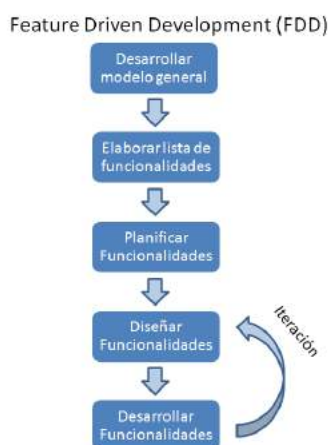 Feature Driven Development (FDD)
Desarrollar
modelo general
Elaborar lista de
funcionalidades
Planificar
Funcionalidades
Diseñar
Funcionalidades
Iteración
Desarrollar
Funcionalidades